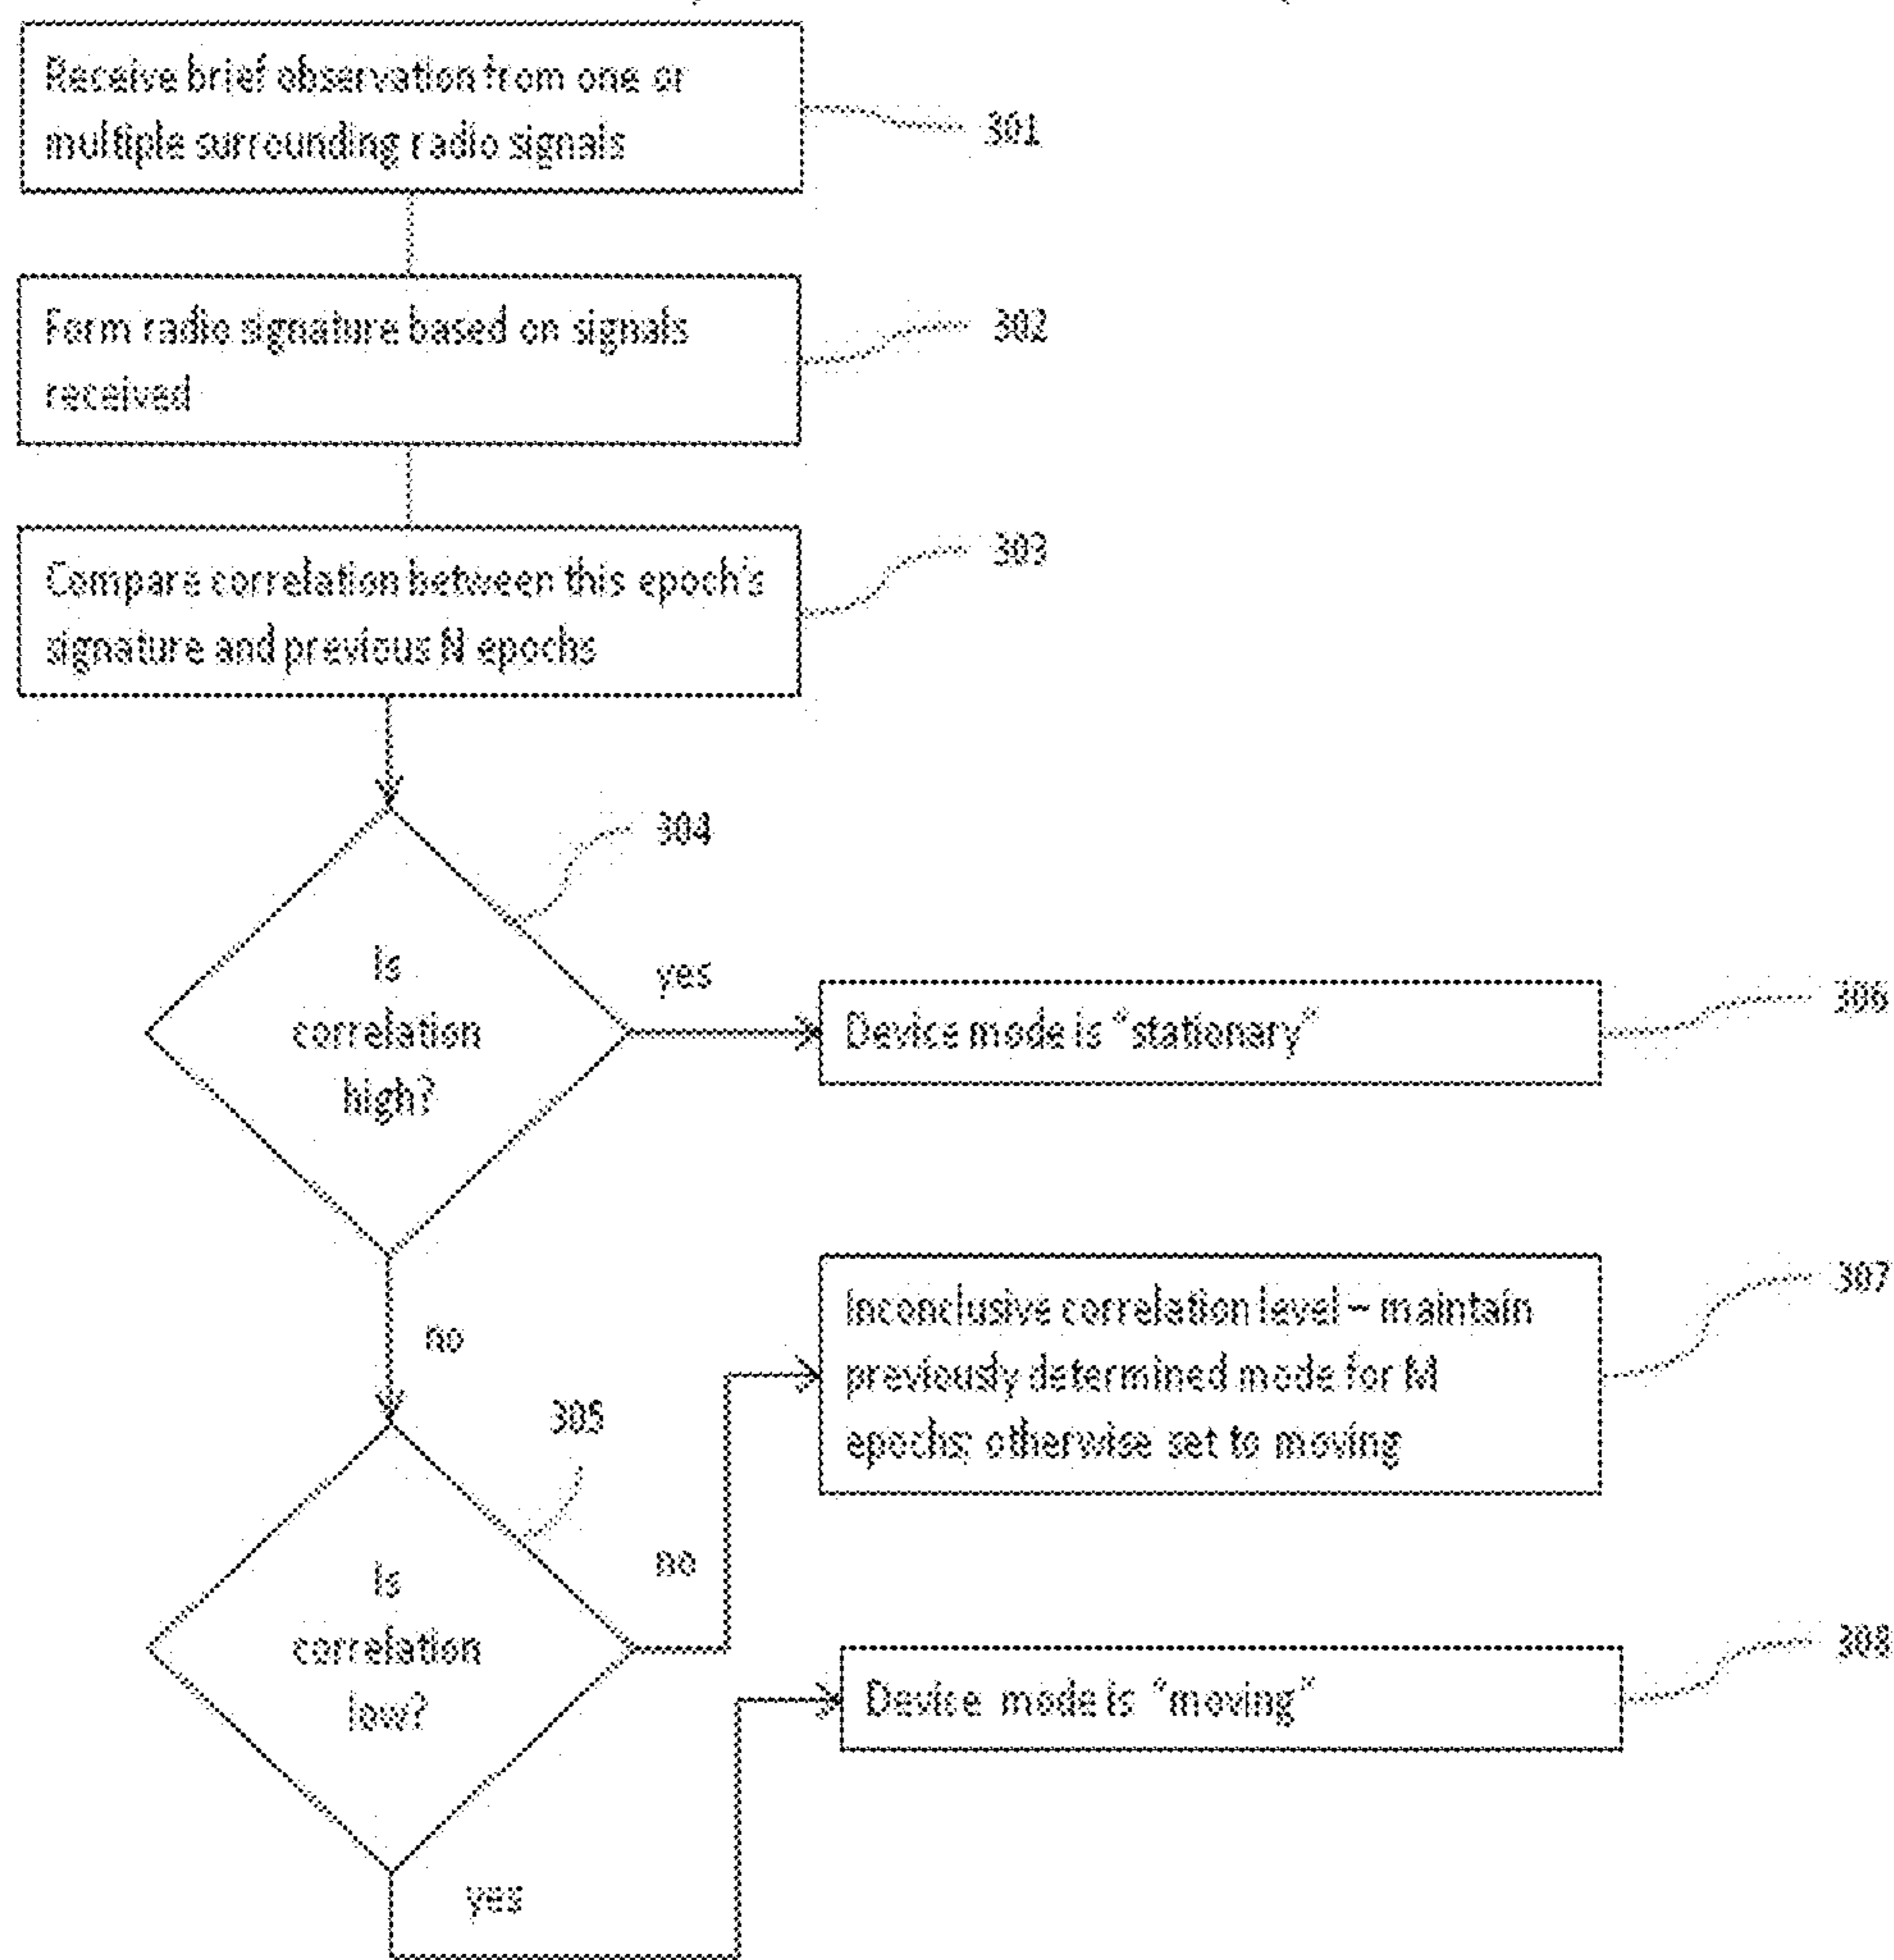 Receive brief observation from one or
multiple surrounding radio signals
301
Form radio signature based on signals
received
302
Compare correlation between this epoch's
signature and previous N epochs
303
304
Is
correlation
high?
yes
Device mode is "stationary"
306
no
Inconclusive correlation level – maintain
previously determined mode for M
epochs; otherwise set to moving
307
305
Is
correlation
low?
no
Device mode is "moving"
308
yes